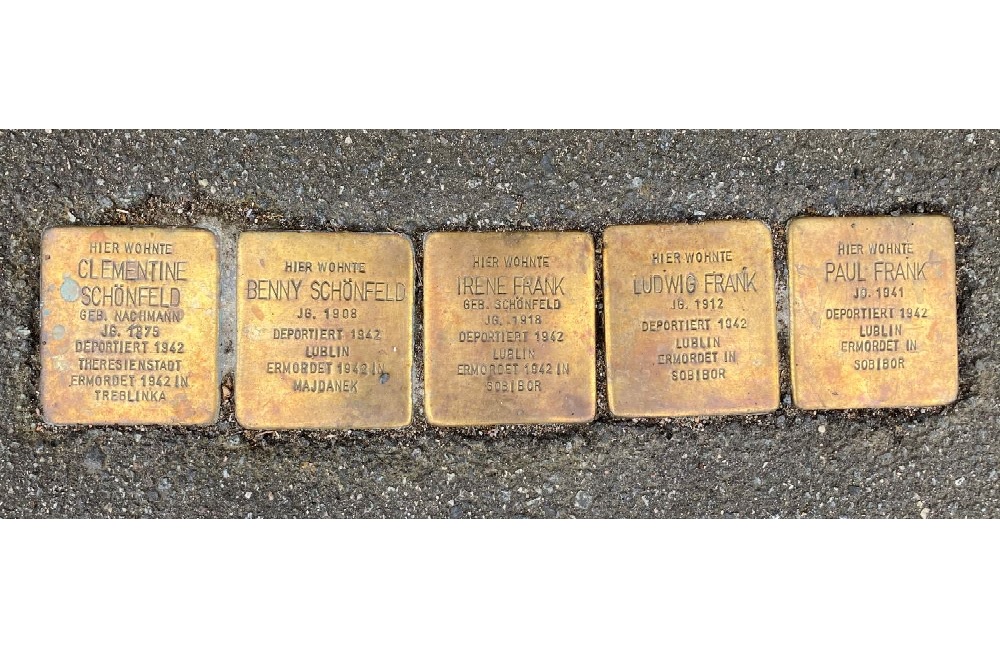 HIER WOHNTE
CLEMENTINE
SCHÖNFELD
GEB. NACHMANN
JG. 1875
DEPORTIERT 1942
THERESIENSTADT
ERMORDET 1942 IN
TREBLINKA
HIER WOHNTE
BENNY SCHÖNFELD
JG. 1908
DEPORTIERT 1942
LUBLIN
ERMORDET 1942 IN
MAJDANEK
HIER WOHNTE
IRENE FRANK
GEB. SCHÖNFELD
JG. 1918
DEPORTIERT 1942
LUBLIN
ERMORDET 1942 IN
SOBIBOR
HIER WOHNTE
LUDWIG FRANK
JG. 1912
DEPORTIERT 1942
LUBLIN
ERMORDET IN
SOBIBOR
HIER WOHNTE
PAUL FRANK
JG. 1941
DEPORTIERT 1942
LUBLIN
ERMORDET IN
SOBIBOR